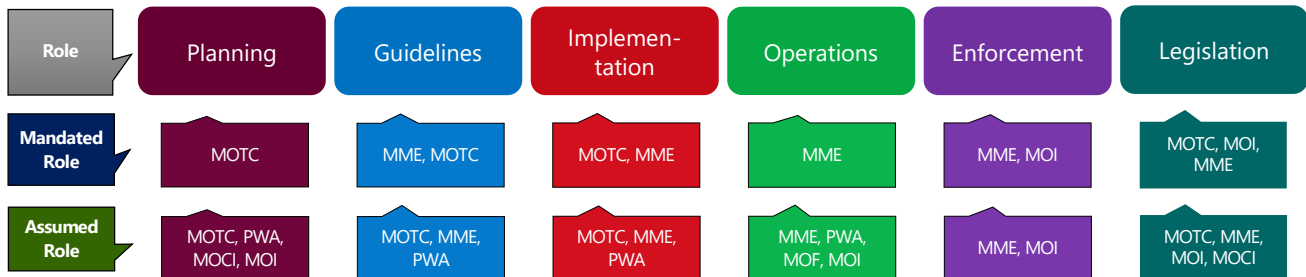 Role
Planning
Guidelines
Implemen-
tation
Operations
Enforcement
Legislation
Mandated
Role
MOTC
MME, MOTC
MOTC, MME
MME
MME, MOI
MOTC, MOI,
MME
Assumed
Role
MOTC, PWA,
MOCI, MOI
MOTC, MME,
PWA
MOTC, MME,
PWA
MME, PWA,
MOF, MOI
MME, MOI
MOTC, MME,
MOI, MOCI